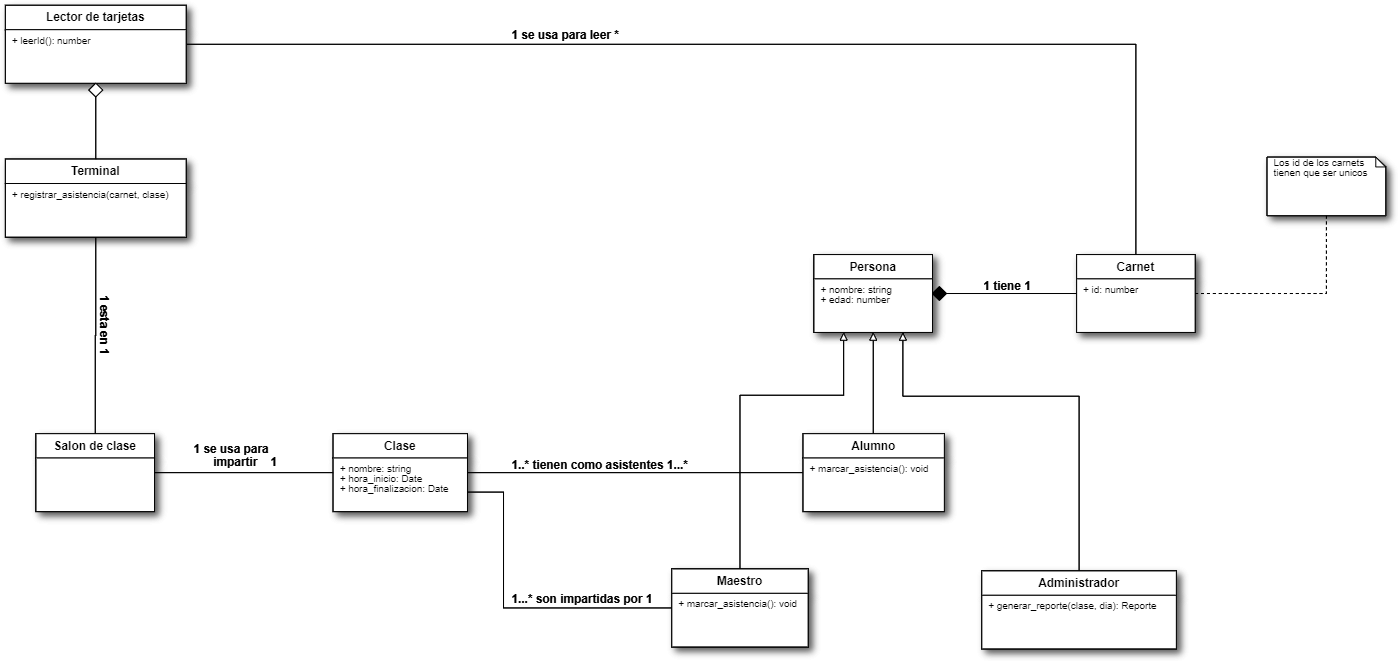 Lector de tarjetas
+ leerId(): number
1 se usa para leer *
Terminal
+ registrar_asistencia(carnet, clase)
Los id de los carnets
tienen que ser unicos
Persona
+ nombre: string
+ edad: number
1 tiene 1
Carnet
+ id: number
1 esta en 1
Salon de clase
1 se usa para
impartir 1
Clase
+ nombre: string
+ hora_inicio: Date
+ hora_finalizacion: Date
1..* tienen como asistentes 1...*
Alumno
+ marcar_asistencia(): void
1...* son impartidas por 1
Maestro
+ marcar_asistencia(): void
Administrador
+ generar_reporte(clase, dia): Reporte